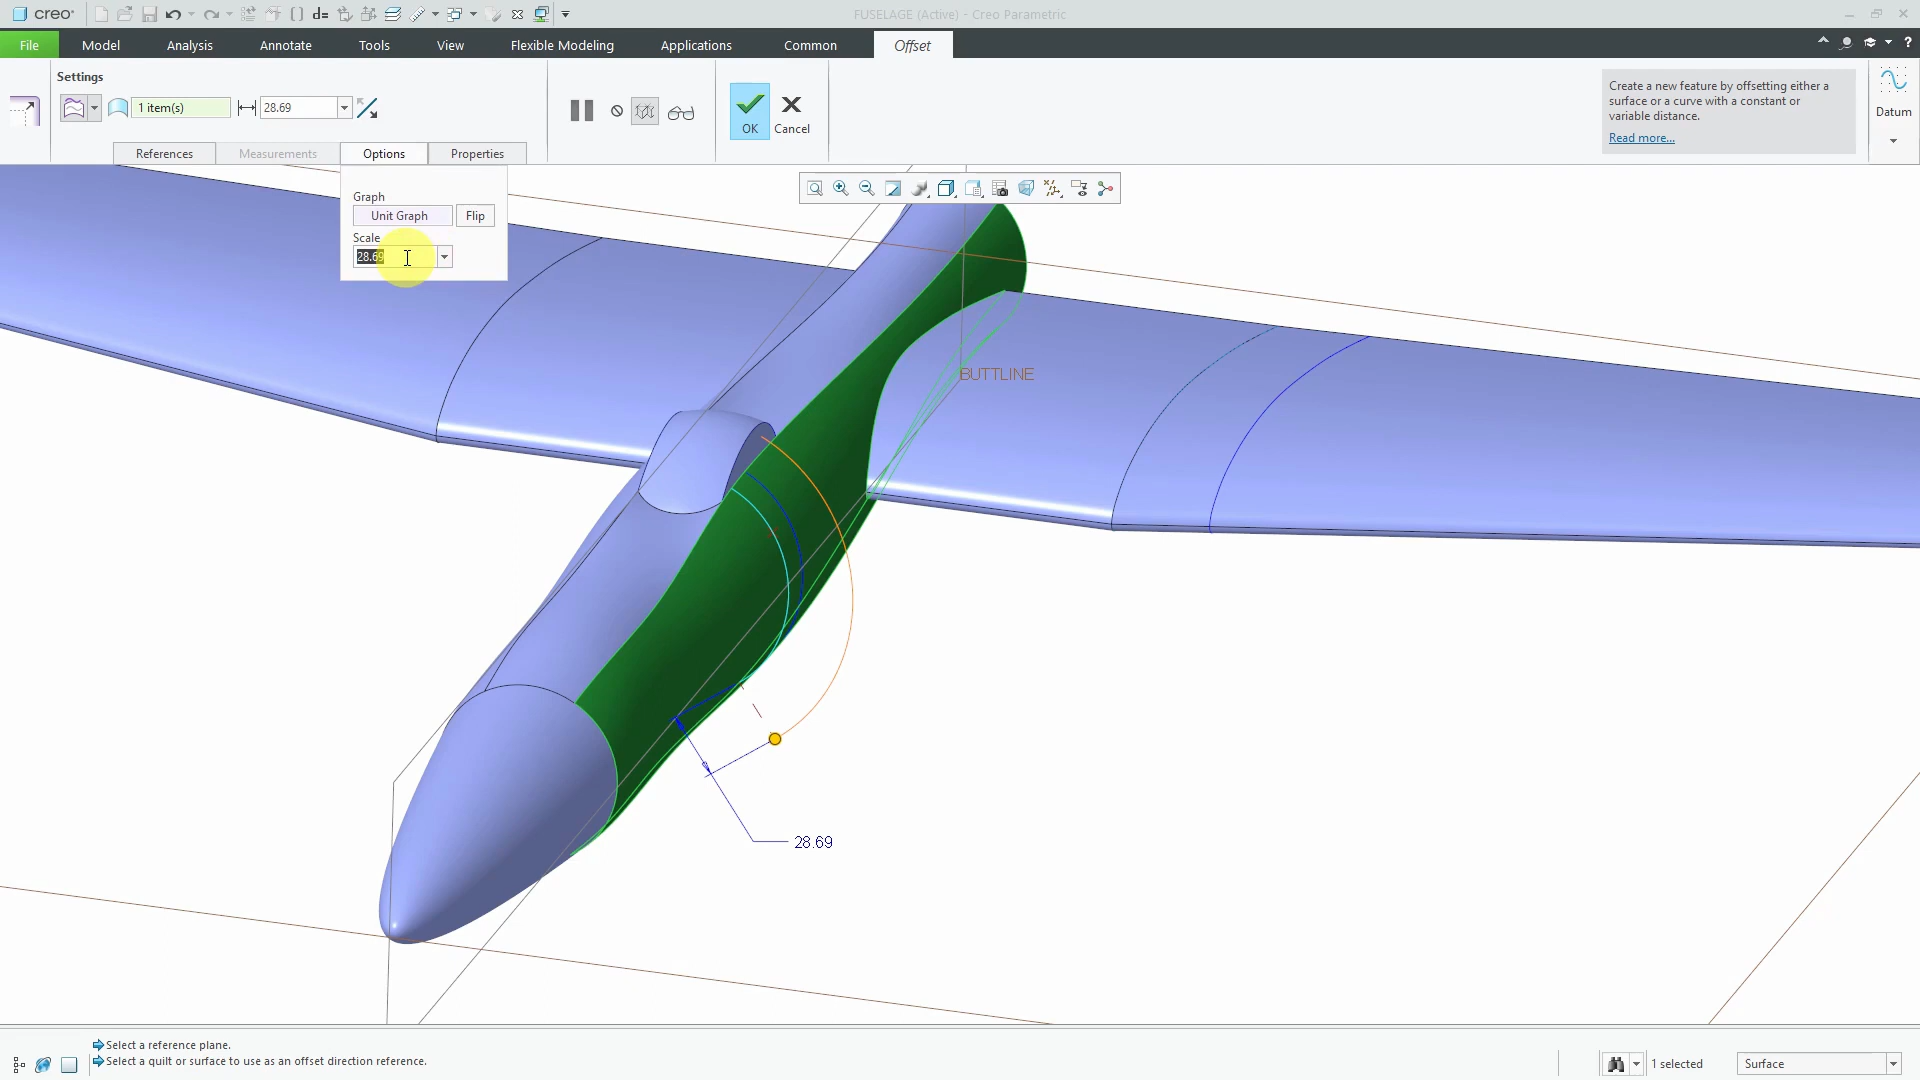 creo
d=
FUSELAGE (Active) - Creo Parametric
File
Model
Analysis
Annotate
Tools
View
Flexible Modeling
Applications
Common
Offset
?
Settings
1 item(s)
28.69
OK
Cancel
Create a new feature by offsetting either a
surface or a curve with a constant or
variable distance.
Read more...
Datum
References
Measurements
Options
Properties
Graph
Unit Graph
Flip
Scale
28.69
BUTTLINE
28.69
Select a reference plane.
Select a quilt or surface to use as an offset direction reference.
1 selected
Surface